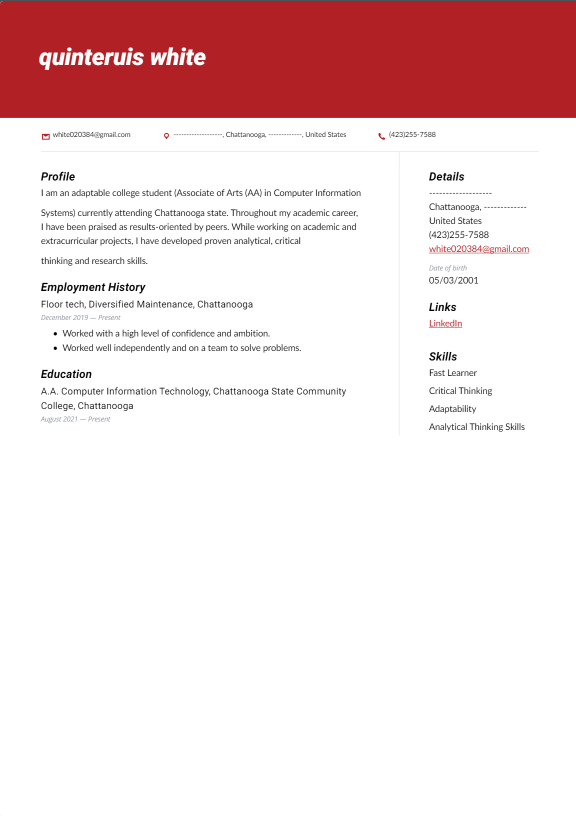 quinteruis white
white020384@gmail.com
-------------------, Chattanooga, -------------, United States
(423)255-7588
Profile
I am an adaptable college student (Associate of Arts (AA) in Computer Information
Systems) currently attending Chattanooga state. Throughout my academic career,
I have been praised as results-oriented by peers. While working on academic and
extracurricular projects, I have developed proven analytical, critical
thinking and research skills.
Employment History
Floor tech, Diversified Maintenance, Chattanooga
December 2019 — Present
• Worked with a high level of confidence and ambition.
• Worked well independently and on a team to solve problems.
Education
A.A. Computer Information Technology, Chattanooga State Community
College, Chattanooga
August 2021 — Present
Details
-------------------
Chattanooga, -------------
United States
(423)255-7588
white020384@gmail.com
Date of birth
05/03/2001
Links
LinkedIn
Skills
Fast Learner
Critical Thinking
Adaptability
Analytical Thinking Skills